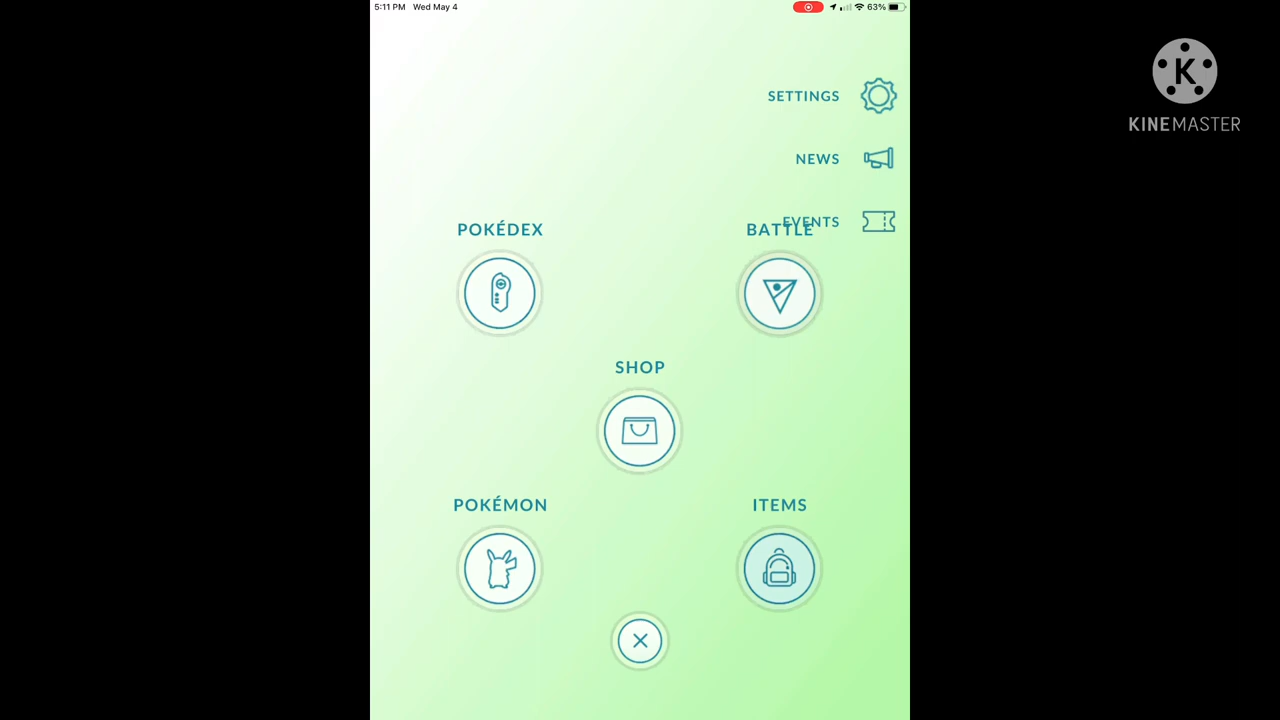 5:11 PM Wed May 4
63%
SETTINGS
K
KINEMASTER
NEWS
EVENTS
POKÉDEX
BATTLE
SHOP
POKÉMON
ITEMS